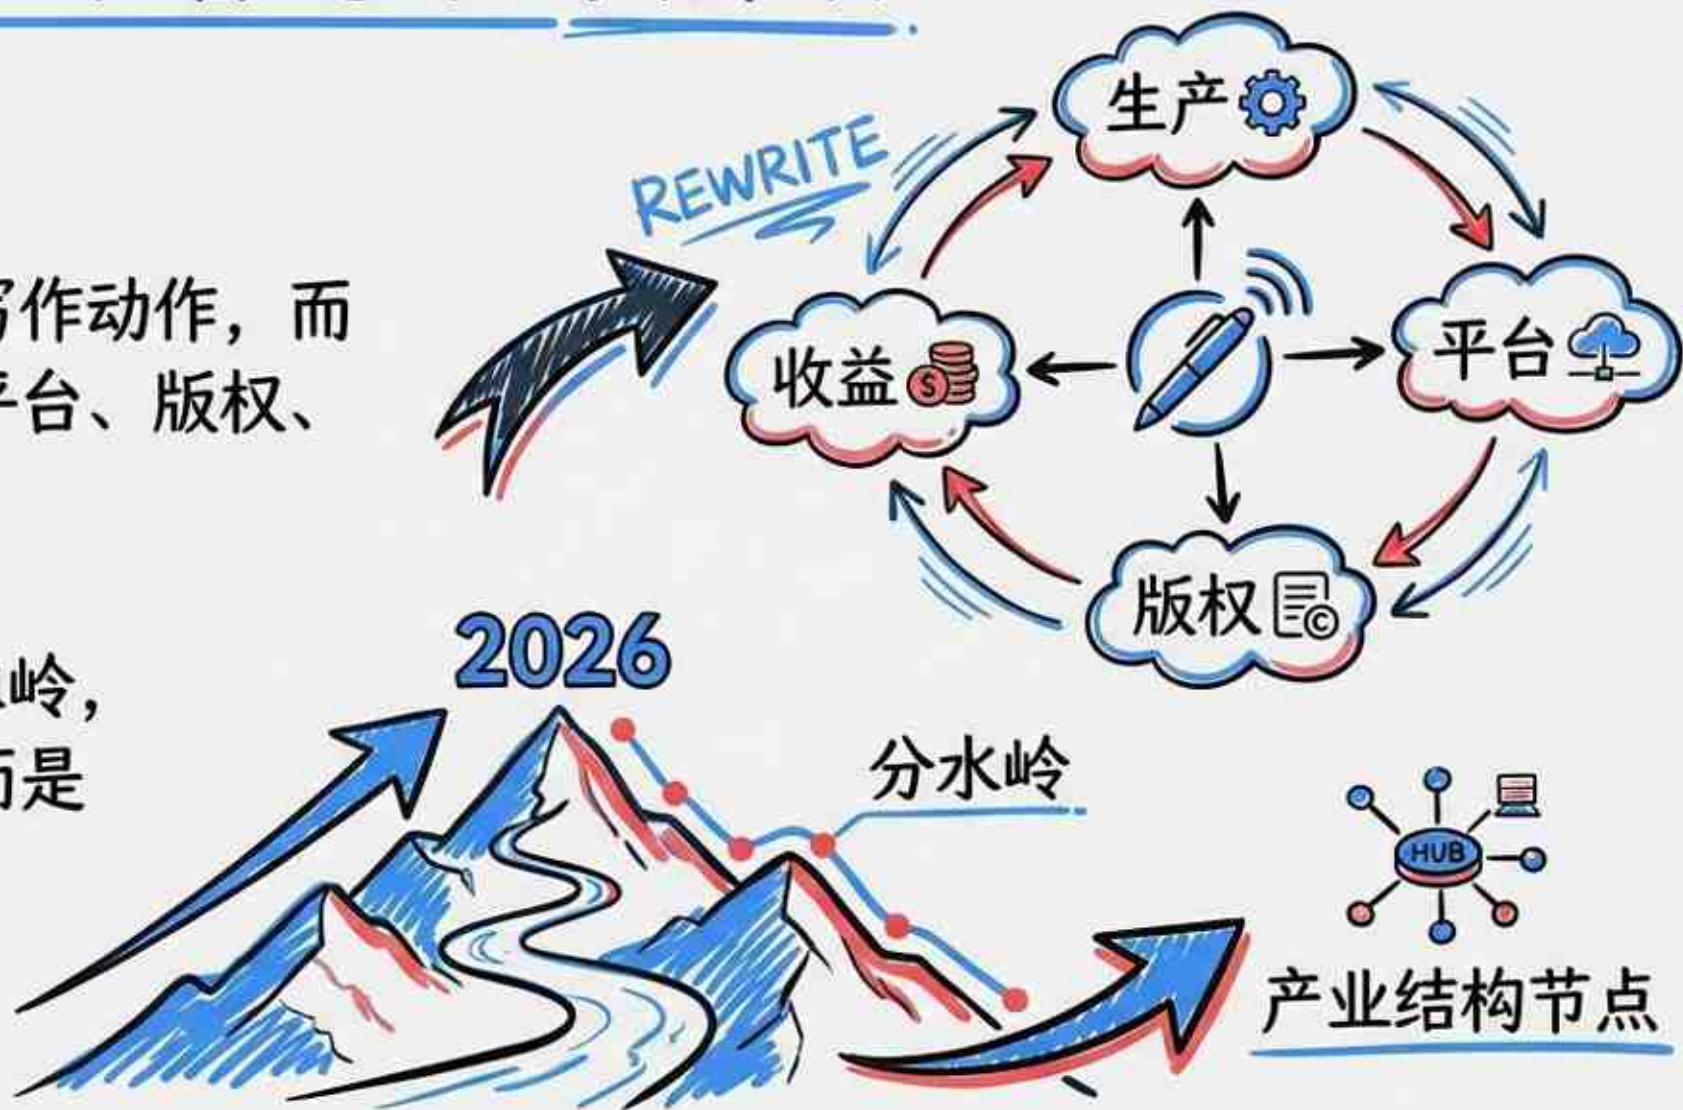 REWRITE
生产
写作动作，而
平台、版权、
收益
平台
版权
2026
岭，
而是
分水岭
HUB
产业结构节点